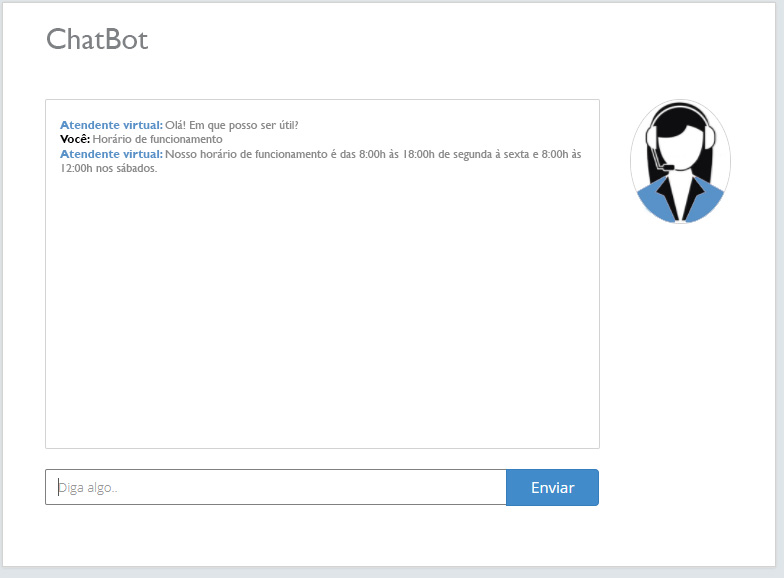 ChatBot
Atendente virtual: Olá! Em que posso ser útil?
Você: Horário de funcionamento
Atendente virtual: Nosso horário de funcionamento é das 8:00h às 18:00h de segunda à sexta e 8:00h às
12:00h nos sábados.
Diga algo..
Enviar